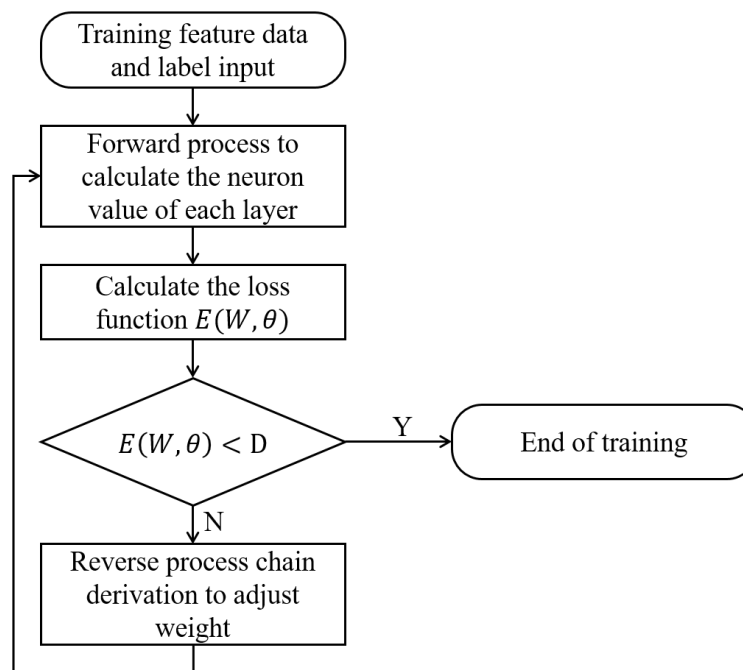 Training feature data
and label input
Forward process to
calculate the neuron
value of each layer
Calculate the loss
function 𝐸(𝑊, 𝜃)
𝐸(𝑊, 𝜃) < D
Y
End of training
N
Reverse process chain
derivation to adjust
weight